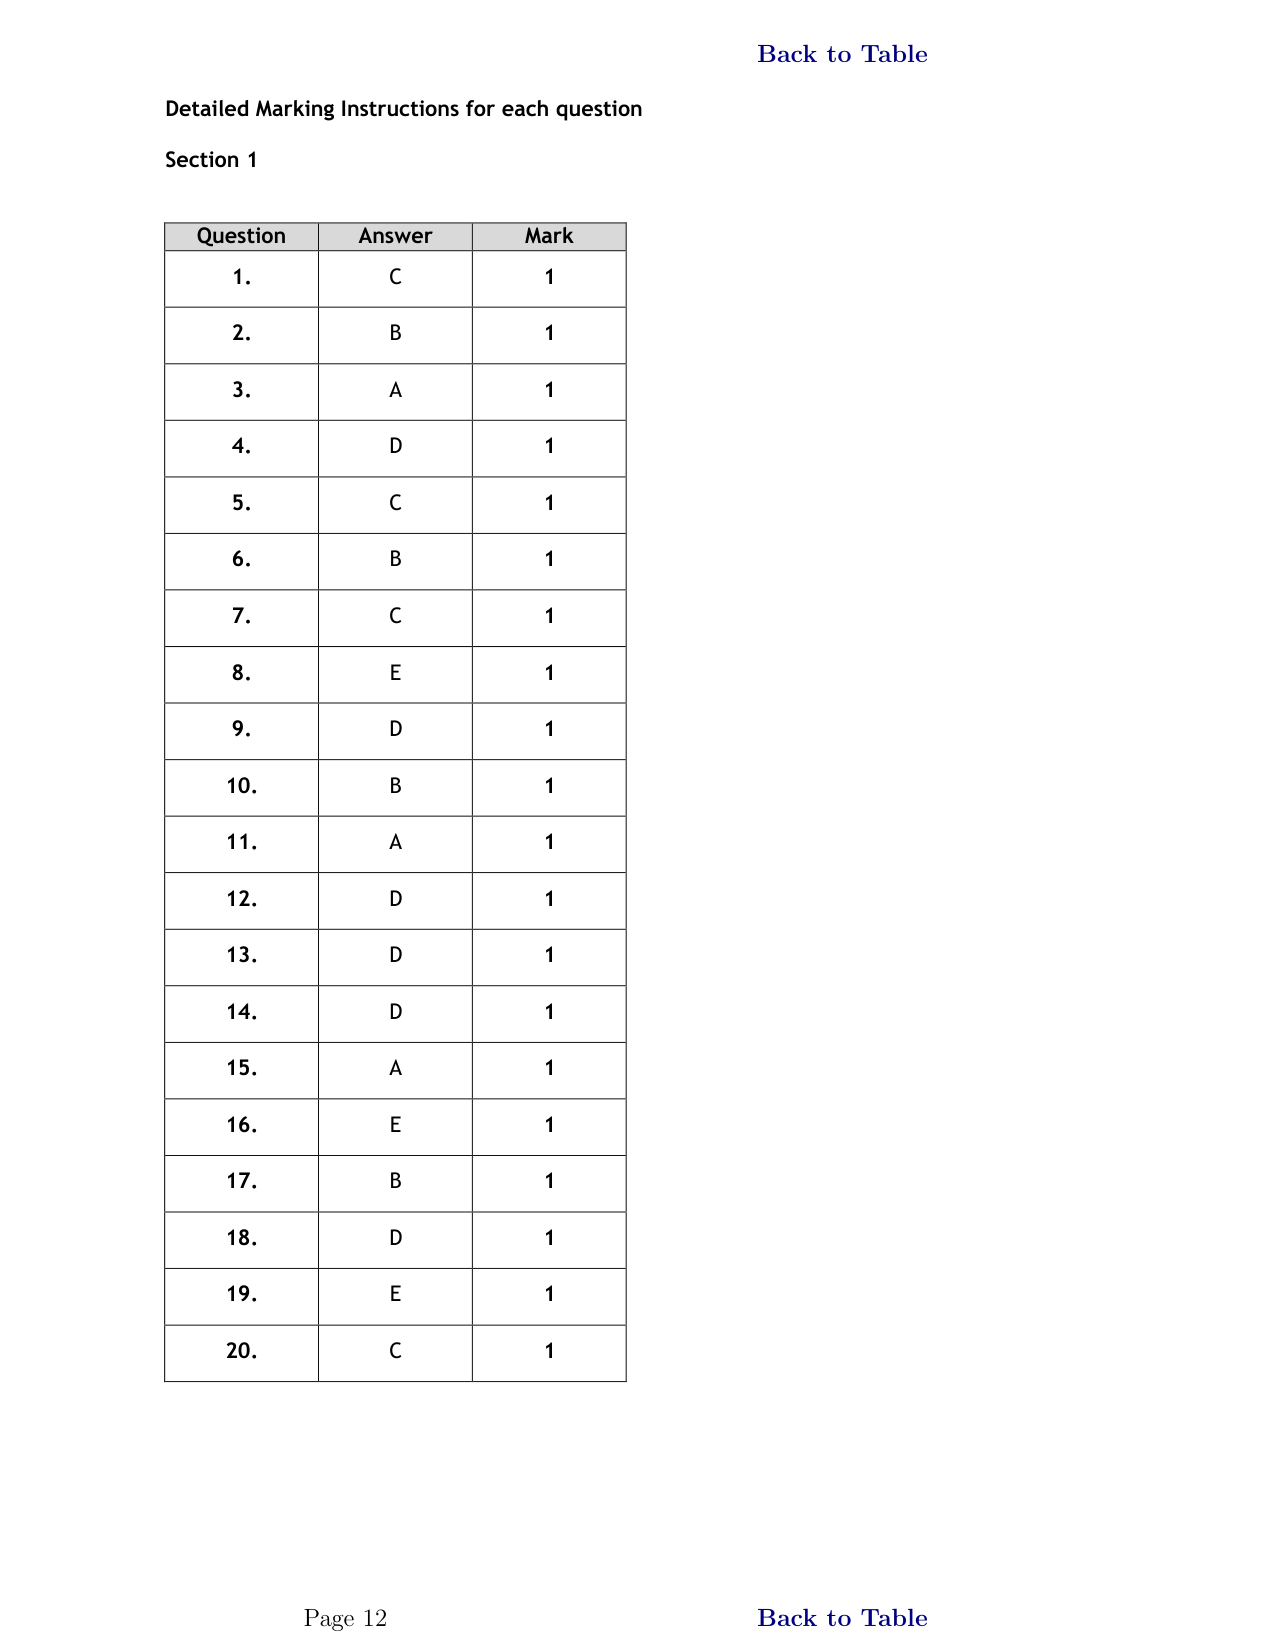 Back to Table
Detailed Marking Instructions for each question
Section 1
Question Answer Mark
1. C 1
2. B 1
3. A 1
4. D 1
5. C 1
6. B 1
7. C 1
8. E 1
9. D 1
10. B 1
11. A 1
12. D 1
13. D 1
14. D 1
15. A 1
16. E 1
17. B 1
18. D 1
19. E 1
20. C 1
Page 12 Back to Table